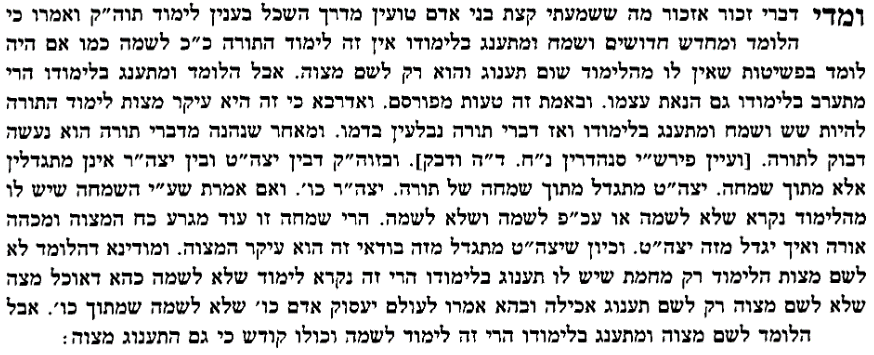 ומדי דברי זכור אזכור מה ששמעתי קצת בני אדם טועין מדרך השכל בענין לימוד תוה״ק ואמרו כי
הלומד ומחדש חדושים ושמח ומתענג בלימודו אין זה לימוד התורה כ״כ לשמה כמו אם היה
לומד בפשיטות שאין לו מהלימוד שום תענוג והוא רק לשם מצוה. אבל הלומד ומתענג בלימודו הרי
מתערב בלימודו גם הנאת עצמו. ובאמת זה טעות מפורסם. ואדרבא כי זה היא עיקר מצות לימוד התורה
להיות שש ושמח ומתענג בלימודו ואז דברי תורה נבלעין בדמו. ומאחר שנהנה מדברי תורה הוא נעשה
דבוק לתורה. [ועיין פירש״י סנהדרין נ״ח. ד״ה ודבק]. ובזוה״ק דבין יצה״ט ובין יצה״ר אינן מתגדלין
אלא מתוך שמחה. יצה״ט מתגדל מתוך שמחה של תורה. יצה״ר כו׳. ואם אמרת שע״י השמחה שיש לו
מהלימוד נקרא שלא לשמה או עכ״פ לשמה ושלא לשמה. הרי שמחה זו עוד מגרע כח המצוה ומכהה
אורה ואיך יגדל מזה יצה״ט. וכיון שיצה״ט מתגדל מזה בודאי זה הוא עיקר המצוה. ומודינא דהלומד לא
לשם מצות הלימוד רק מחמת שיש לו תענוג בלימודו הרי זה נקרא לימוד שלא לשמה כהא דאוכל מצה
שלא לשם מצוה רק לשם תענוג אכילה ובהא אמרו לעולם יעסוק אדם כו׳ שלא לשמה שמתוך כו׳. אבל
הלומד לשם מצוה ומתענג בלימודו הרי זה לימוד לשמה וכולו קודש כי גם התענוג מצוה: